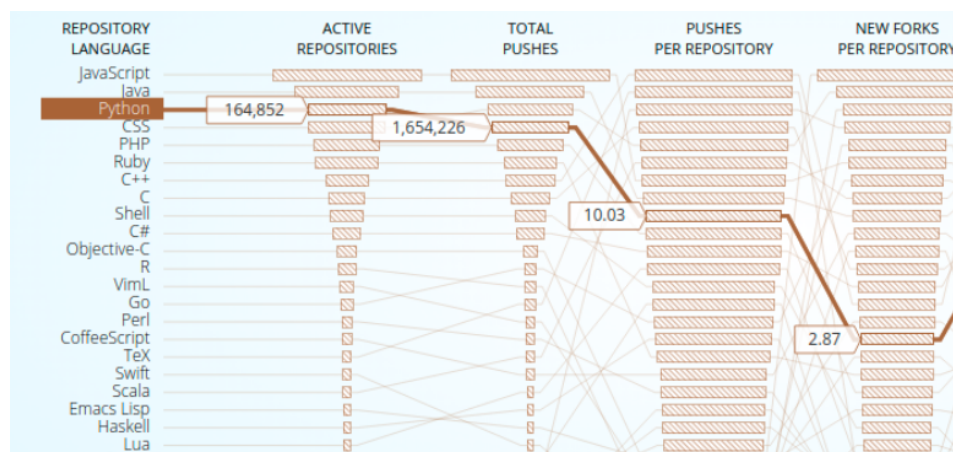 REPOSITORY LANGUAGE
ACTIVE REPOSITORIES
TOTAL PUSHES
PUSHES PER REPOSITORY
NEW FORKS PER REPOSITORY
JavaScript
Java
Python 164,852 1,654,226 10.03 2.87
CSS
PHP
Ruby
C++
C
Shell
C#
Objective-C
R
VimL
Go
Perl
CoffeeScript
TeX
Swift
Scala
Emacs Lisp
Haskell
Lua